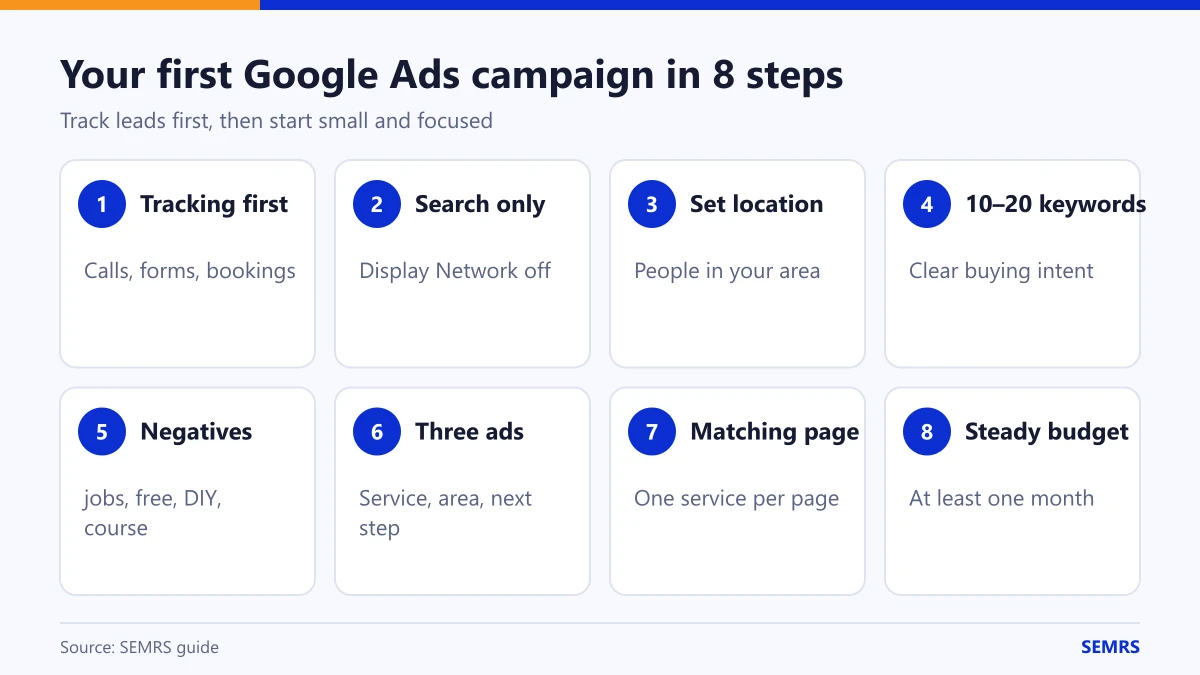 Your first Google Ads campaign in 8 steps
Track leads first, then start small and focused
1 Tracking first
Calls, forms, bookings
2 Search only
Display Network off
3 Set location
People in your area
4 10–20 keywords
Clear buying intent
5 Negatives
jobs, free, DIY,
course
6 Three ads
Service, area, next
step
7 Matching page
One service per page
8 Steady budget
At least one month
Source: SEMRS guide
SEMRS